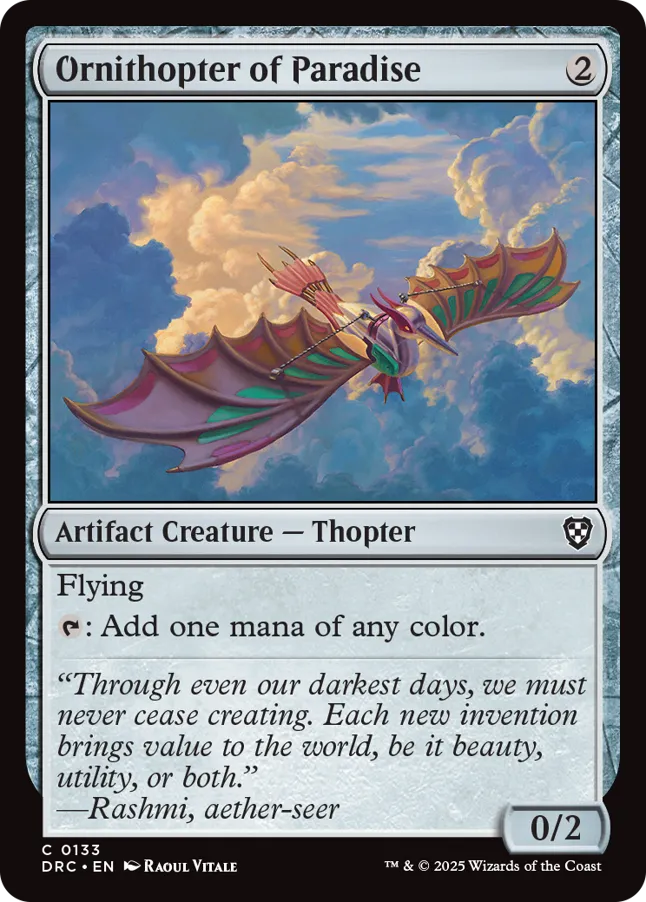 Ornithopter of Paradise 2
Artifact Creature — Thopter
Flying
: Add one mana of any color.
“Through even our darkest days, we must
never cease creating. Each new invention
brings value to the world, be it beauty,
utility, or both.”
—Rashmi, aether-seer
0/2
C 0133
DRC • EN Raoul Vitale
™ & © 2025 Wizards of the Coast